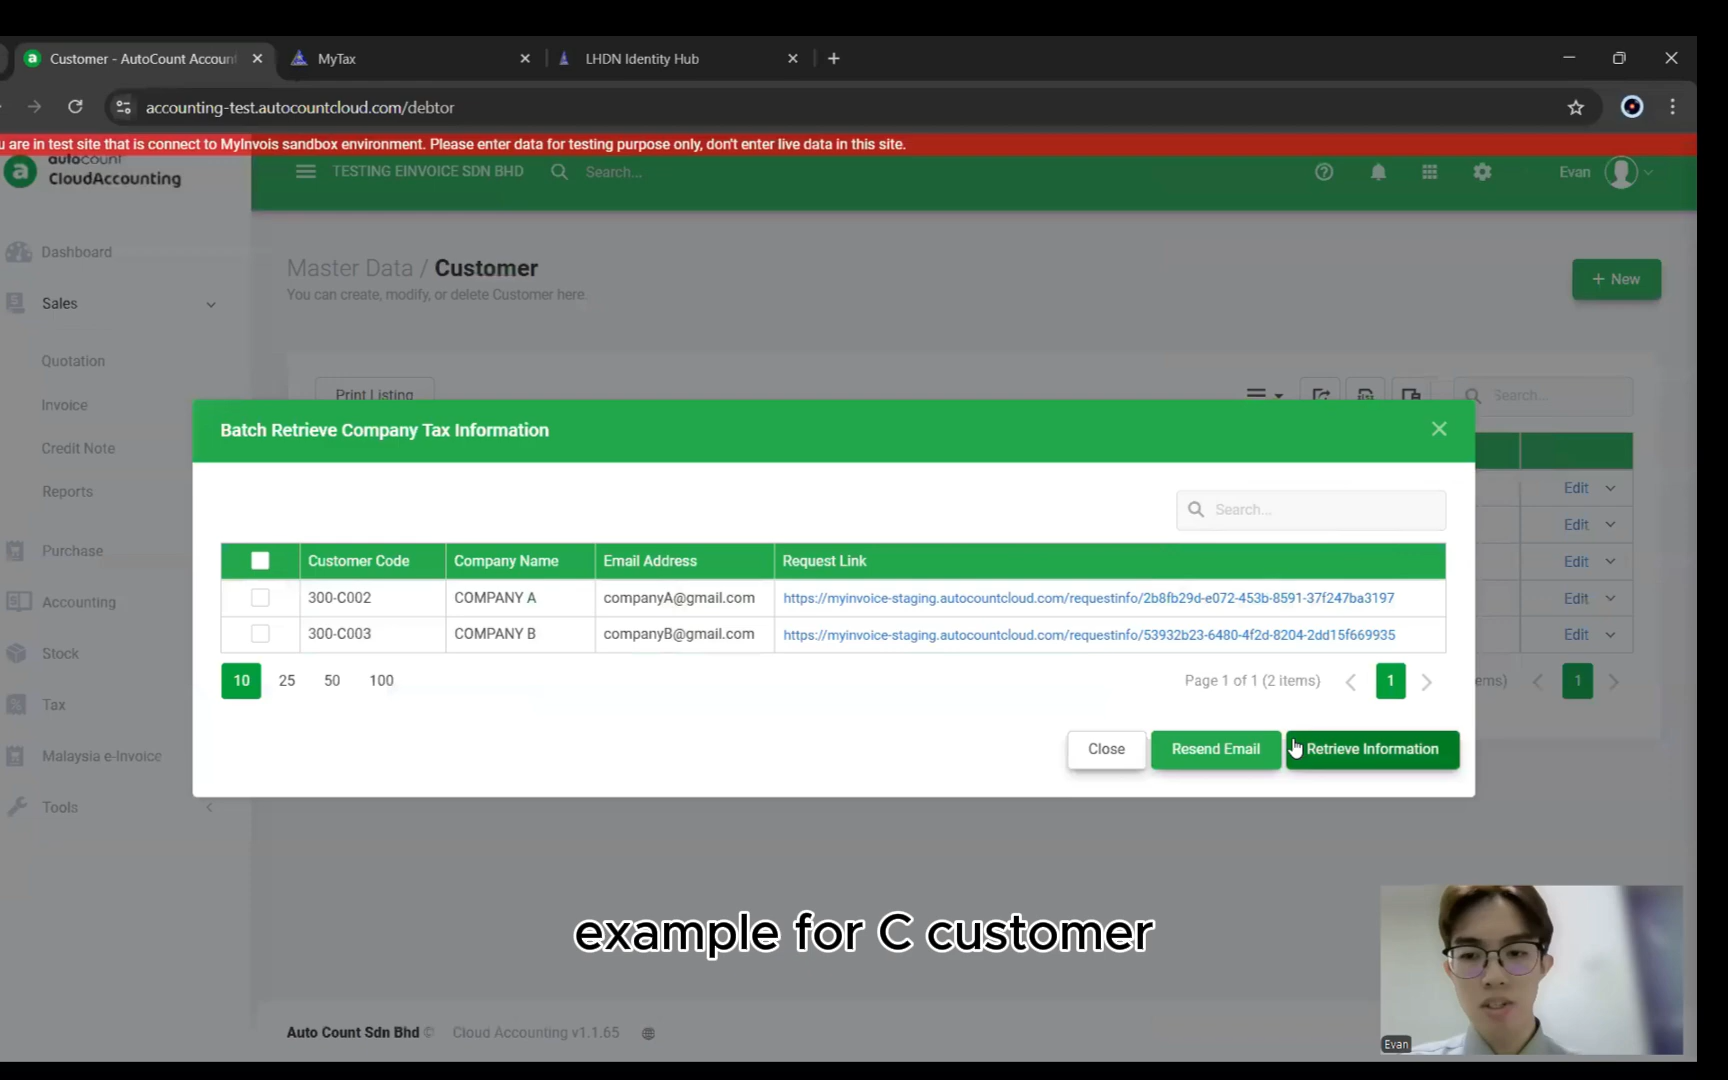 Customer - AutoCount Accoun
MyTax
LHDN Identity Hub
accounting-test.autocountcloud.com/debtor
u are in test site that is connect to MyInvois sandbox environment. Please enter data for testing purpose only, don't enter live data in this site.
autocount
CloudAccounting
TESTING EINVOICE SDN BHD
Search...
Evan
Dashboard
Sales
Quotation
Invoice
Credit Note
Reports
Purchase
Accounting
Stock
Tax
Malaysia e-Invoice
Tools
Master Data / Customer
You can create, modify, or delete Customer here.
+ New
Print Listing
Search...
Batch Retrieve Company Tax Information
Search...
Customer Code Company Name Email Address Request Link
300-C002 COMPANY A companyA@gmail.com https://myinvoice-staging.autocountcloud.com/requestinfo/2b8fb29d-e072-453b-8591-37f247ba3197
300-C003 COMPANY B companyB@gmail.com https://myinvoice-staging.autocountcloud.com/requestinfo/53932b23-6480-4f2d-8204-2dd15f669935
10 25 50 100
Page 1 of 1 (2 items) 1
Close Resend Email Retrieve Information
Edit
Edit
Edit
Edit
Edit
ems) 1
example for C customer
Auto Count Sdn Bhd © Cloud Accounting v1.1.65
Evan